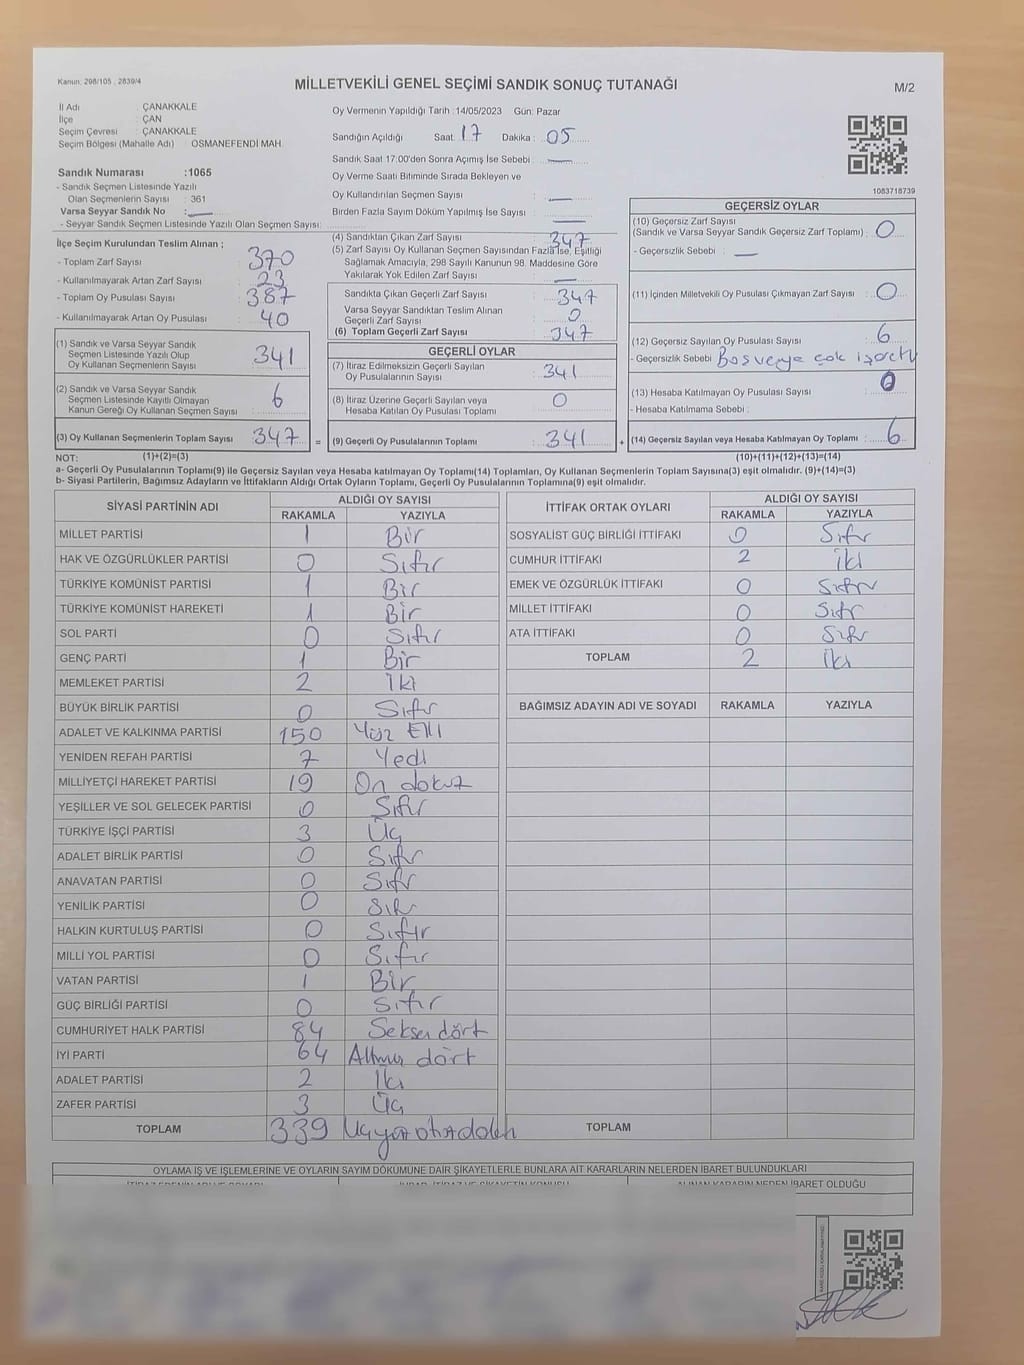 Kanun: 298/105 , 2839/4
MİLLETVEKİLİ GENEL SEÇİMİ SANDIK SONUÇ TUTANAĞI
M/2
İl Adı : ÇANAKKALE
İlçe : ÇAN
Seçim Çevresi : ÇANAKKALE
Seçim Bölgesi (Mahalle Adı) OSMANEFENDİ MAH.
Sandık Numarası :1065
- Sandık Seçmen Listesinde Yazılı
Olan Seçmenlerin Sayısı : 361
Varsa Seyyar Sandık No : —
- Seyyar Sandık Seçmen Listesinde Yazılı Olan Seçmen Sayısı:
Oy Vermenin Yapıldığı Tarih :14/05/2023 Gün: Pazar
Sandığın Açıldığı Saat: 17 Dakika : 05
Sandık Saat 17:00'den Sonra Açılmış İse Sebebi : —
Oy Verme Saati Bitiminde Sırada Bekleyen ve
Oy Kullandırılan Seçmen Sayısı : —
Birden Fazla Sayım Döküm Yapılmış İse Sayısı : —
1083718739
İlçe Seçim Kurulundan Teslim Alınan ;
- Toplam Zarf Sayısı : 370
- Kullanılmayarak Artan Zarf Sayısı : 23
- Toplam Oy Pusulası Sayısı : 387
- Kullanılmayarak Artan Oy Pusulası : 40
(1) Sandık ve Varsa Seyyar Sandık
Seçmen Listesinde Yazılı Olup
Oy Kullanan Seçmenlerin Sayısı : 341
(2) Sandık ve Varsa Seyyar Sandık
Seçmen Listesinde Kayıtlı Olmayan
Kanun Gereği Oy Kullanan Seçmen Sayısı : 6
(3) Oy Kullanan Seçmenlerin Toplam Sayısı : 347 =
(4) Sandıktan Çıkan Zarf Sayısı : 347
(5) Zarf Sayısı Oy Kullanan Seçmen Sayısından Fazla İse, Eşitliği
Sağlamak Amacıyla, 298 Sayılı Kanunun 98. Maddesine Göre
Yakılarak Yok Edilen Zarf Sayısı : —
Sandıkta Çıkan Geçerli Zarf Sayısı : 347
Varsa Seyyar Sandıktan Teslim Alınan
Geçerli Zarf Sayısı : 0
(6) Toplam Geçerli Zarf Sayısı : 347
GEÇERLİ OYLAR
(7) İtiraz Edilmeksizin Geçerli Sayılan
Oy Pusulalarının Sayısı : 341
(8) İtiraz Üzerine Geçerli Sayılan veya
Hesaba Katılan Oy Pusulası Toplamı : 0
(9) Geçerli Oy Pusulalarının Toplamı : 341 +
GEÇERSİZ OYLAR
(10) Geçersiz Zarf Sayısı
(Sandık ve Varsa Seyyar Sandık Geçersiz Zarf Toplamı) : 0
- Geçersizlik Sebebi : —
(11) İçinden Milletvekili Oy Pusulası Çıkmayan Zarf Sayısı : 0
(12) Geçersiz Sayılan Oy Pusulası Sayısı : 6
- Geçersizlik Sebebi : Boş veya çok işaretli
(13) Hesaba Katılmayan Oy Pusulası Sayısı : 0
- Hesaba Katılmama Sebebi :
(14) Geçersiz Sayılan veya Hesaba Katılmayan Oy Toplamı : 6
NOT: (1)+(2)=(3) (10)+(11)+(12)+(13)=(14)
a- Geçerli Oy Pusulalarının Toplamı(9) ile Geçersiz Sayılan veya Hesaba katılmayan Oy Toplamı(14) Toplamları, Oy Kullanan Seçmenlerin Toplam Sayısına(3) eşit olmalıdır. (9)+(14)=(3)
b- Siyasi Partilerin, Bağımsız Adayların ve İttifakların Aldığı Ortak Oyların Toplamı, Geçerli Oy Pusulalarının Toplamına(9) eşit olmalıdır.
SİYASİ PARTİNİN ADI ALDIĞI OY SAYISI
RAKAMLA YAZIYLA
MİLLET PARTİSİ 1 Bir
HAK VE ÖZGÜRLÜKLER PARTİSİ 0 Sıfır
TÜRKİYE KOMÜNİST PARTİSİ 1 Bir
TÜRKİYE KOMÜNİST HAREKETİ 1 Bir
SOL PARTİ 0 Sıfır
GENÇ PARTİ 1 Bir
MEMLEKET PARTİSİ 2 İki
BÜYÜK BİRLİK PARTİSİ 0 Sıfır
ADALET VE KALKINMA PARTİSİ 150 Yüz Elli
YENİDEN REFAH PARTİSİ 7 Yedi
MİLLİYETÇİ HAREKET PARTİSİ 19 On dokuz
YEŞİLLER VE SOL GELECEK PARTİSİ 0 Sıfır
TÜRKİYE İŞÇİ PARTİSİ 3 Üç
ADALET BİRLİK PARTİSİ 0 Sıfır
ANAVATAN PARTİSİ 0 Sıfır
YENİLİK PARTİSİ 0 Sıfır
HALKIN KURTULUŞ PARTİSİ 0 Sıfır
MİLLİ YOL PARTİSİ 0 Sıfır
VATAN PARTİSİ 1 Bir
GÜÇ BİRLİĞİ PARTİSİ 0 Sıfır
CUMHURİYET HALK PARTİSİ 84 Seksen dört
İYİ PARTİ 64 Altmış dört
ADALET PARTİSİ 2 İki
ZAFER PARTİSİ 3 Üç
TOPLAM 339 Üçyüzotuzdokuz
İTTİFAK ORTAK OYLARI ALDIĞI OY SAYISI
RAKAMLA YAZIYLA
SOSYALİST GÜÇ BİRLİĞİ İTTİFAKI 0 Sıfır
CUMHUR İTTİFAKI 2 İki
EMEK VE ÖZGÜRLÜK İTTİFAKI 0 Sıfır
MİLLET İTTİFAKI 0 Sıfır
ATA İTTİFAKI 0 Sıfır
TOPLAM 2 İki
BAĞIMSIZ ADAYIN ADI VE SOYADI RAKAMLA YAZIYLA
TOPLAM
OYLAMA İŞ VE İŞLEMLERİNE VE OYLARIN SAYIM DÖKÜMÜNE DAİR ŞİKAYETLERLE BUNLARA AİT KARARLARIN NELERDEN İBARET BULUNDUKLARI
ALINAN KARARIN NEDEN İBARET OLDUĞU